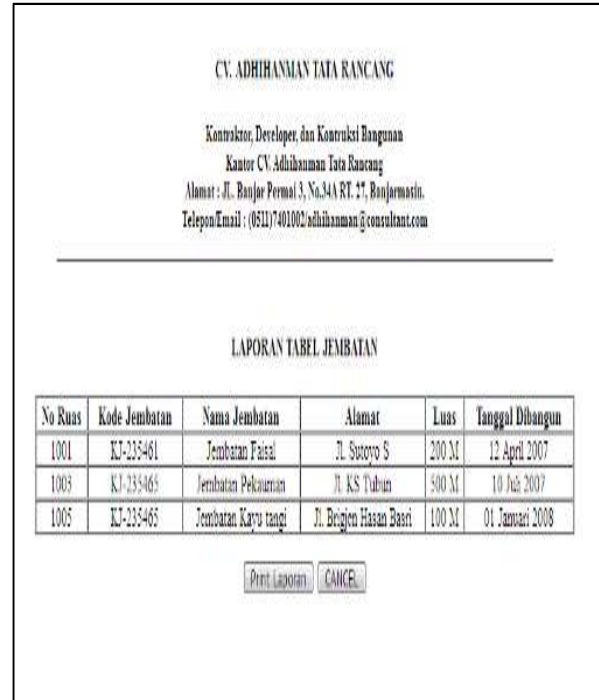 CV. ADHIHANMAN TATA RANCANG
Kontraktor, Developer, dan Kontruksi Bangunan
Kantor CV. Adhihanman Tata Rancang
Alamat : JL. Banjar Permai 3, No.34A RT. 27, Banjarmasin.
Telepon/Email : (0511)7401002/adhihanman@consultant.com
LAPORAN TABEL JEMBATAN
No Ruas Kode Jembatan Nama Jembatan Alamat Luas Tanggal Dibangun
1001 KJ-235461 Jembatan Faisal Jl. Sutoyo S 200 M 12 April 2007
1003 KJ-235463 Jembatan Pekauman Jl. KS Tubun 500 M 10 Juli 2007
1005 KJ-235465 Jembatan Kayu tangi Jl. Brigjen Hasan Basri 100 M 01 Januari 2008
Print Laporan CANCEL